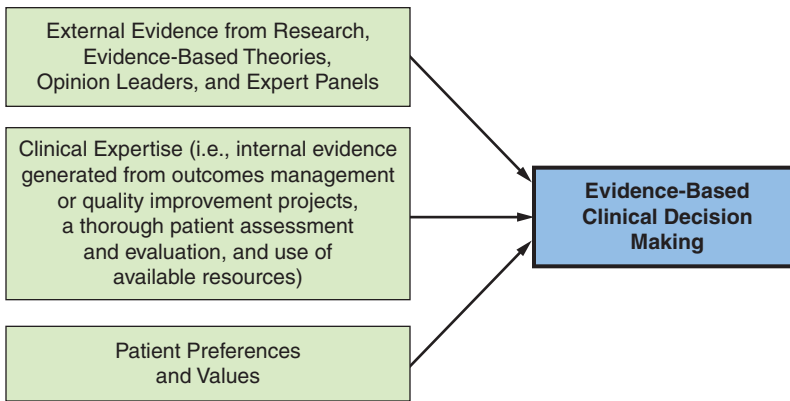 External Evidence from Research,
Evidence-Based Theories,
Opinion Leaders, and Expert Panels
Clinical Expertise (i.e., internal evidence
generated from outcomes management
or quality improvement projects,
a thorough patient assessment
and evaluation, and use of
available resources)
Patient Preferences
and Values
Evidence-Based
Clinical Decision
Making